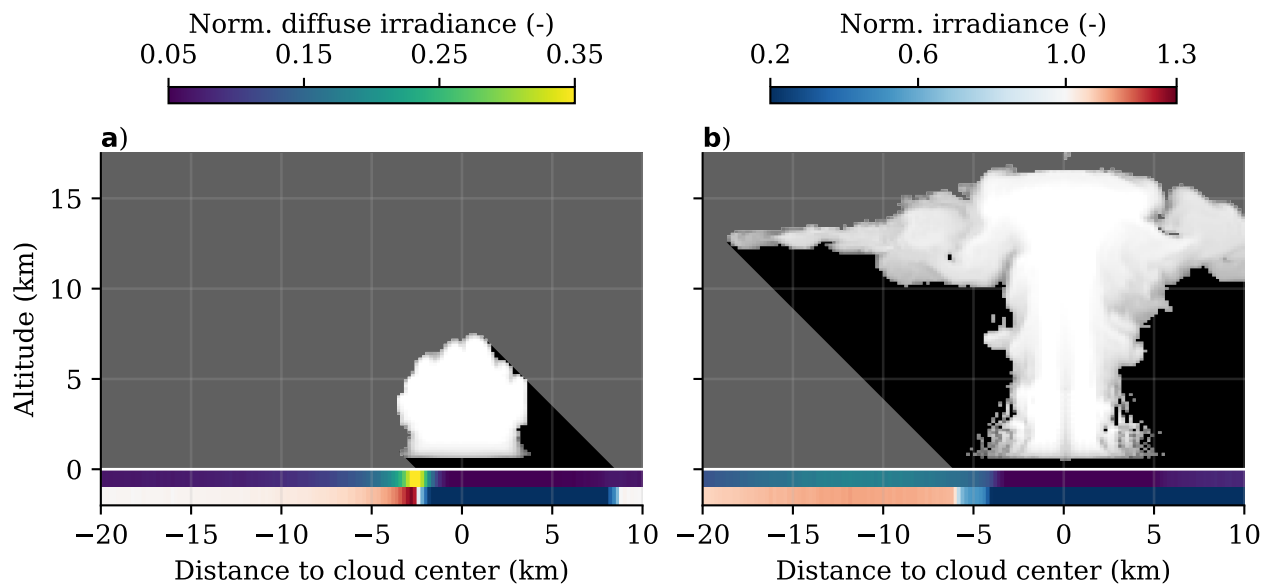 Norm. diffuse irradiance (-)
0.05 0.15 0.25 0.35
Norm. irradiance (-)
0.2 0.6 1.0 1.3
a)
b)
Altitude (km)
15
10
5
0
−20 −15 −10 −5 0 5 10
−20 −15 −10 −5 0 5 10
Distance to cloud center (km)
Distance to cloud center (km)